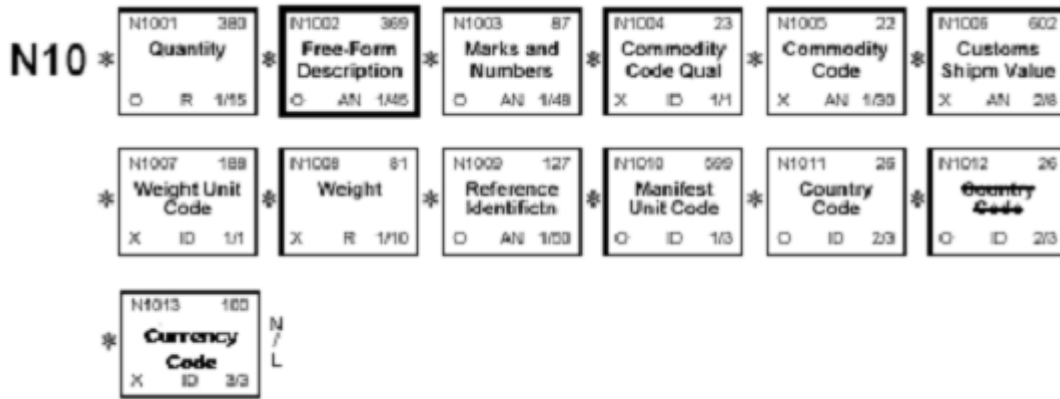 N1001 380 N1002 369 N1003 87 N1004 23 N1005 22 N1006 602
N10 * Quantity * Free-Form Description * Marks and Numbers * Commodity Code Qual * Commodity Code * Customs Shipm Value
O R 1/15 O AN 1/45 O AN 1/48 X ID 1/1 X AN 1/30 X AN 2/8
N1007 188 N1008 81 N1009 127 N1010 599 N1011 26 N1012 26
* Weight Unit Code * Weight * Reference Identifictn * Manifest Unit Code * Country Code * Country Code
X ID 1/1 X R 1/10 O AN 1/50 O ID 1/3 O ID 2/3 O ID 2/3
N1013 100
* Currency Code N / L
X ID 3/3